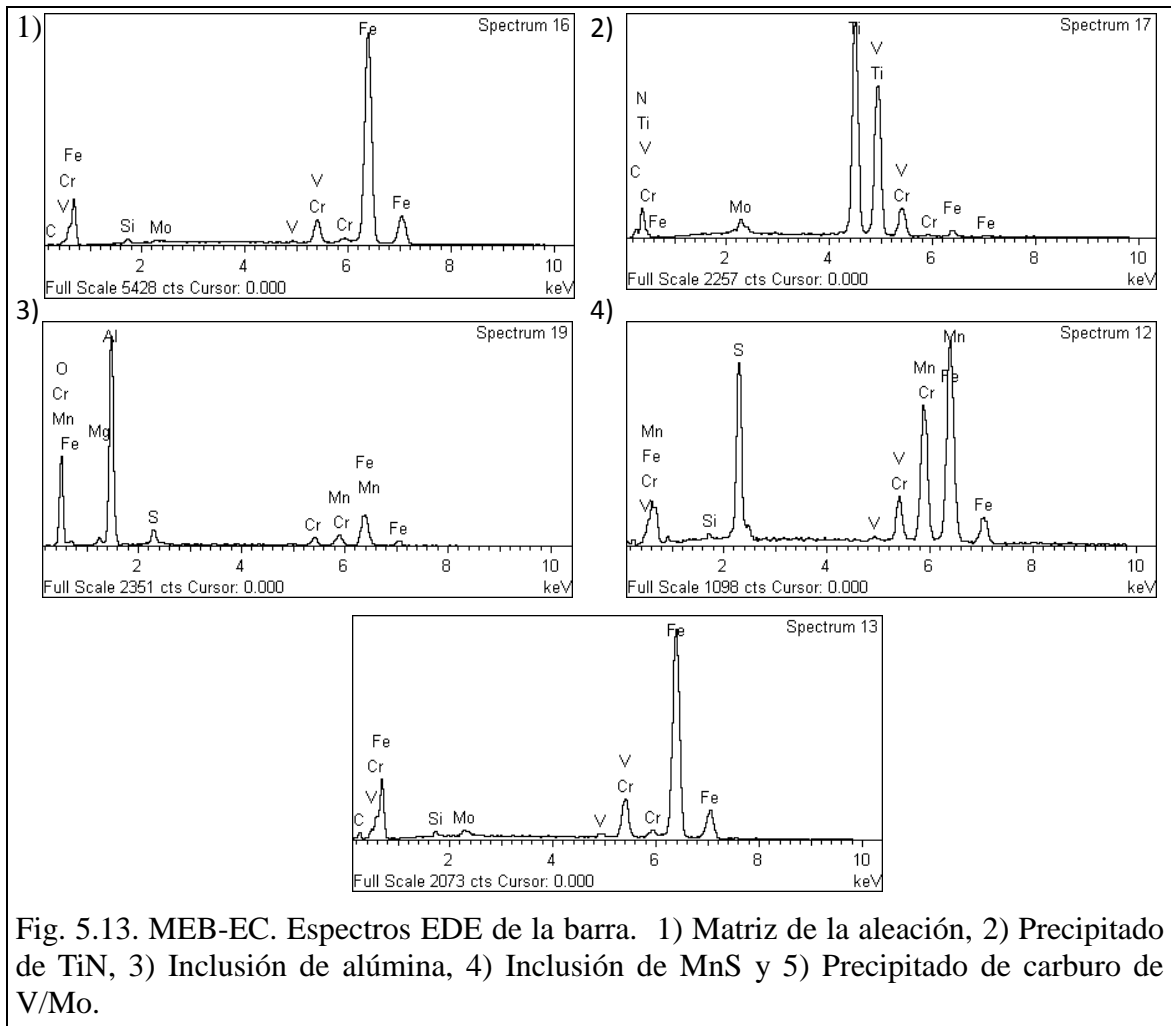 1)
Spectrum 16
Fe
Fe
Cr
V
C
Si
Mo
V
V
Cr
Cr
Fe
2 4 6 8 10
Full Scale 5428 cts Cursor: 0.000 keV
2)
Spectrum 17
Ti
V
Ti
N
Ti
V
C
Cr
Fe
Mo
V
Cr
Cr
Fe
Fe
2 4 6 8 10
Full Scale 2257 cts Cursor: 0.000 keV
3)
Spectrum 19
Al
O
Cr
Mn
Fe
Mg
S
Cr
Mn
Cr
Fe
Mn
Fe
2 4 6 8 10
Full Scale 2351 cts Cursor: 0.000 keV
4)
Spectrum 12
Mn
Fe
S
Mn
Cr
Mn
Fe
Cr
V
Si
V
V
Cr
Fe
2 4 6 8 10
Full Scale 1098 cts Cursor: 0.000 keV
Spectrum 13
Fe
Fe
Cr
V
C
Si
Mo
V
V
Cr
Cr
Fe
2 4 6 8 10
Full Scale 2073 cts Cursor: 0.000 keV
Fig. 5.13. MEB-EC. Espectros EDE de la barra. 1) Matriz de la aleación, 2) Precipitado
de TiN, 3) Inclusión de alúmina, 4) Inclusión de MnS y 5) Precipitado de carburo de
V/Mo.